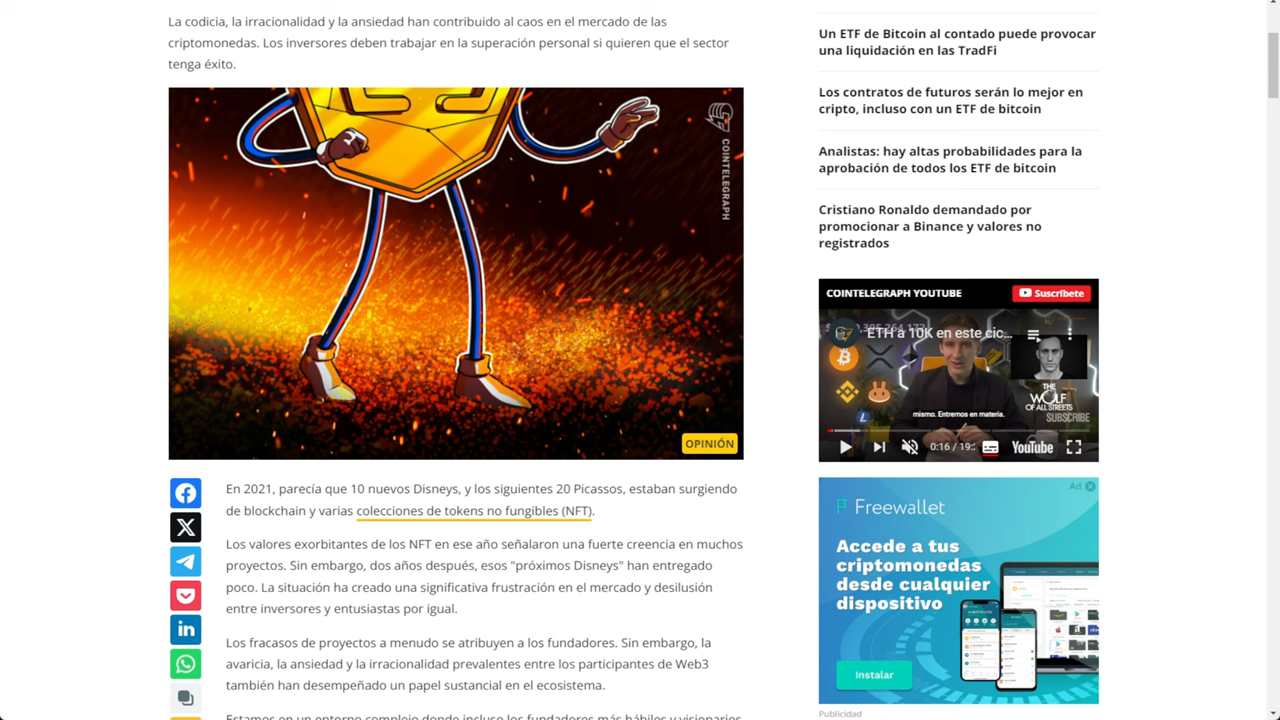 La codicia, la irracionalidad y la ansiedad han contribuido al caos en el mercado de las
criptomonedas. Los inversores deben trabajar en la superación personal si quieren que el sector
tenga éxito.
COINTELEGRAPH
OPINIÓN
En 2021, parecía que 10 nuevos Disneys, y los siguientes 20 Picassos, estaban surgiendo
de blockchain y varias colecciones de tokens no fungibles (NFT).
Los valores exorbitantes de los NFT en ese año señalaron una fuerte creencia en muchos
proyectos. Sin embargo, dos años después, esos "próximos Disneys" han entregado
poco. La situación ha creado una significativa frustración en el mercado y desilusión
entre inversores y entusiastas por igual.
Los proyectos a menudo se atribuyen a los fundadores. Sin embargo, la
avaricia, la y la irracionalidad prevalentes entre los participantes de Web3
también han un papel sustancial en el ecosistema.
Estamos en un entorno complejo donde incluso los fundadores más hábiles y visionarios
Un ETF de Bitcoin al contado puede provocar
una liquidación en las TradFi
Los contratos de futuros serán lo mejor en
cripto, incluso con un ETF de bitcoin
Analistas: hay altas probabilidades para la
aprobación de todos los ETF de bitcoin
Cristiano Ronaldo demandado por
promocionar a Binance y valores no
registrados
COINTELEGRAPH YOUTUBE
Suscríbete
ETH a 10K en este cic...
THE
WOLF
OF ALL STREETS
SUBSCRIBE
mismo. Entremos en materia.
0:16 / 19:
YouTube
Ad
Freewallet
Accede a tus
criptomonedas
desde cualquier
dispositivo
Instalar
Publicidad